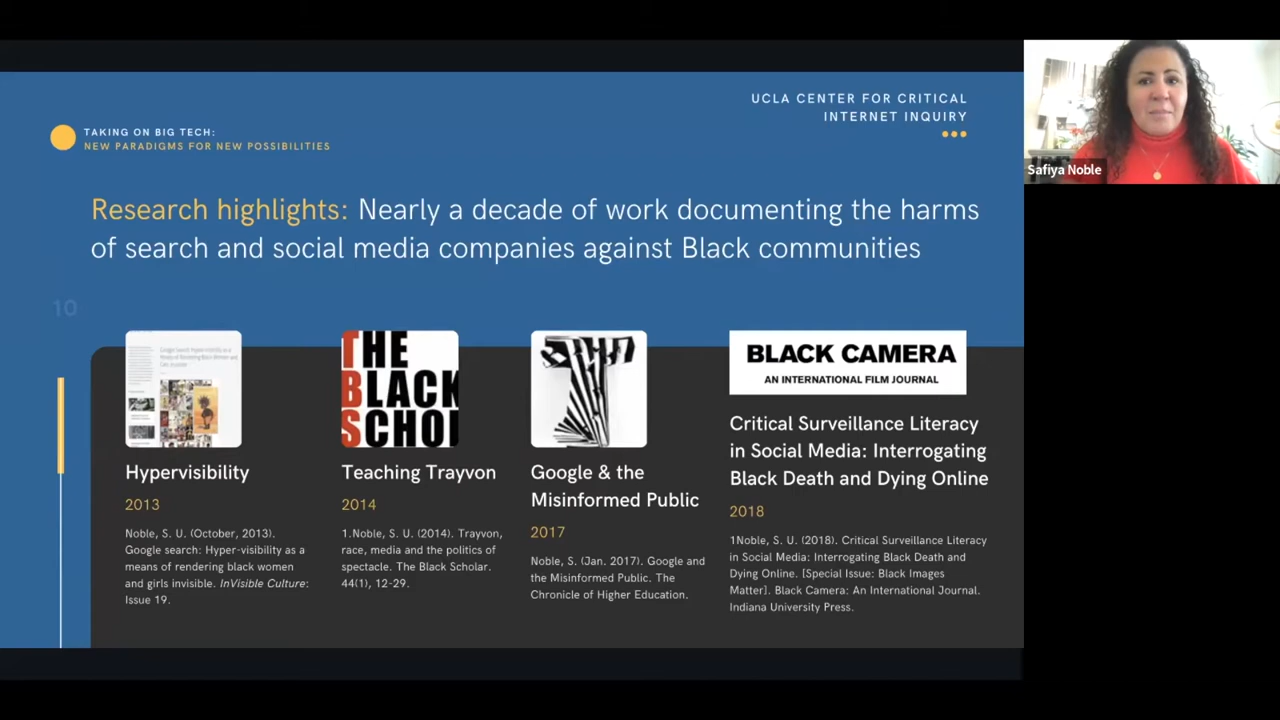 UCLA CENTER FOR CRITICAL
INTERNET INQUIRY
TAKING ON BIG TECH:
NEW PARADIGMS FOR NEW POSSIBILITIES
Safiya Noble
Research highlights: Nearly a decade of work documenting the harms
of search and social media companies against Black communities
10
Hypervisibility
2013
Noble, S. U. (October, 2013).
Google search: Hyper-visibility as a
means of rendering black women
and girls invisible. InVisible Culture:
Issue 19.
THE
BLACK
SCHOL
Teaching Trayvon
2014
1.Noble, S. U. (2014). Trayvon,
race, media and the politics of
spectacle. The Black Scholar.
44(1), 12-29.
Google & the
Misinformed Public
2017
Noble, S. (Jan. 2017). Google and
the Misinformed Public. The
Chronicle of Higher Education.
BLACK CAMERA
AN INTERNATIONAL FILM JOURNAL
Critical Surveillance Literacy
in Social Media: Interrogating
Black Death and Dying Online
2018
1Noble, S. U. (2018). Critical Surveillance Literacy
in Social Media: Interrogating Black Death and
Dying Online. [Special Issue: Black Images
Matter]. Black Camera: An International Journal.
Indiana University Press.